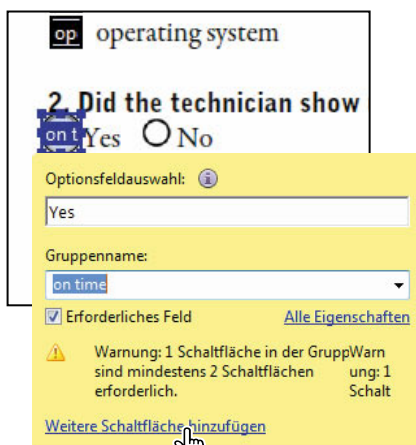 op operating system
2. Did the technician show
on t Yes No
Optionsfeldauswahl: i
Yes
Gruppenname:
on time
Erforderliches Feld Alle Eigenschaften
Warnung: 1 Schaltfläche in der Grupp Warn
sind mindestens 2 Schaltflächen ung: 1
erforderlich. Schalt
Weitere Schaltfläche hinzufügen